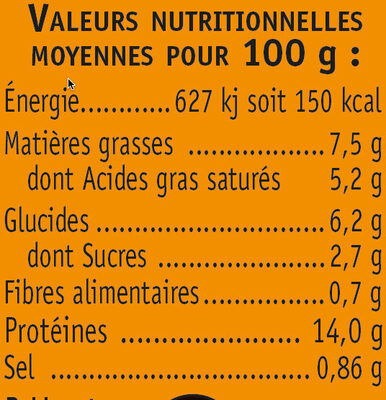 VALEURS NUTRITIONNELLES
MOYENNES POUR 100 g :
Énergie............627 kj soit 150 kcal
Matières grasses ..................7,5 g
dont Acides gras saturés 5,2 g
Glucides ..............................6,2 g
dont Sucres ......................2,7 g
Fibres alimentaires................0,7 g
Protéines ........................ 14,0 g
Sel .................................. 0,86 g